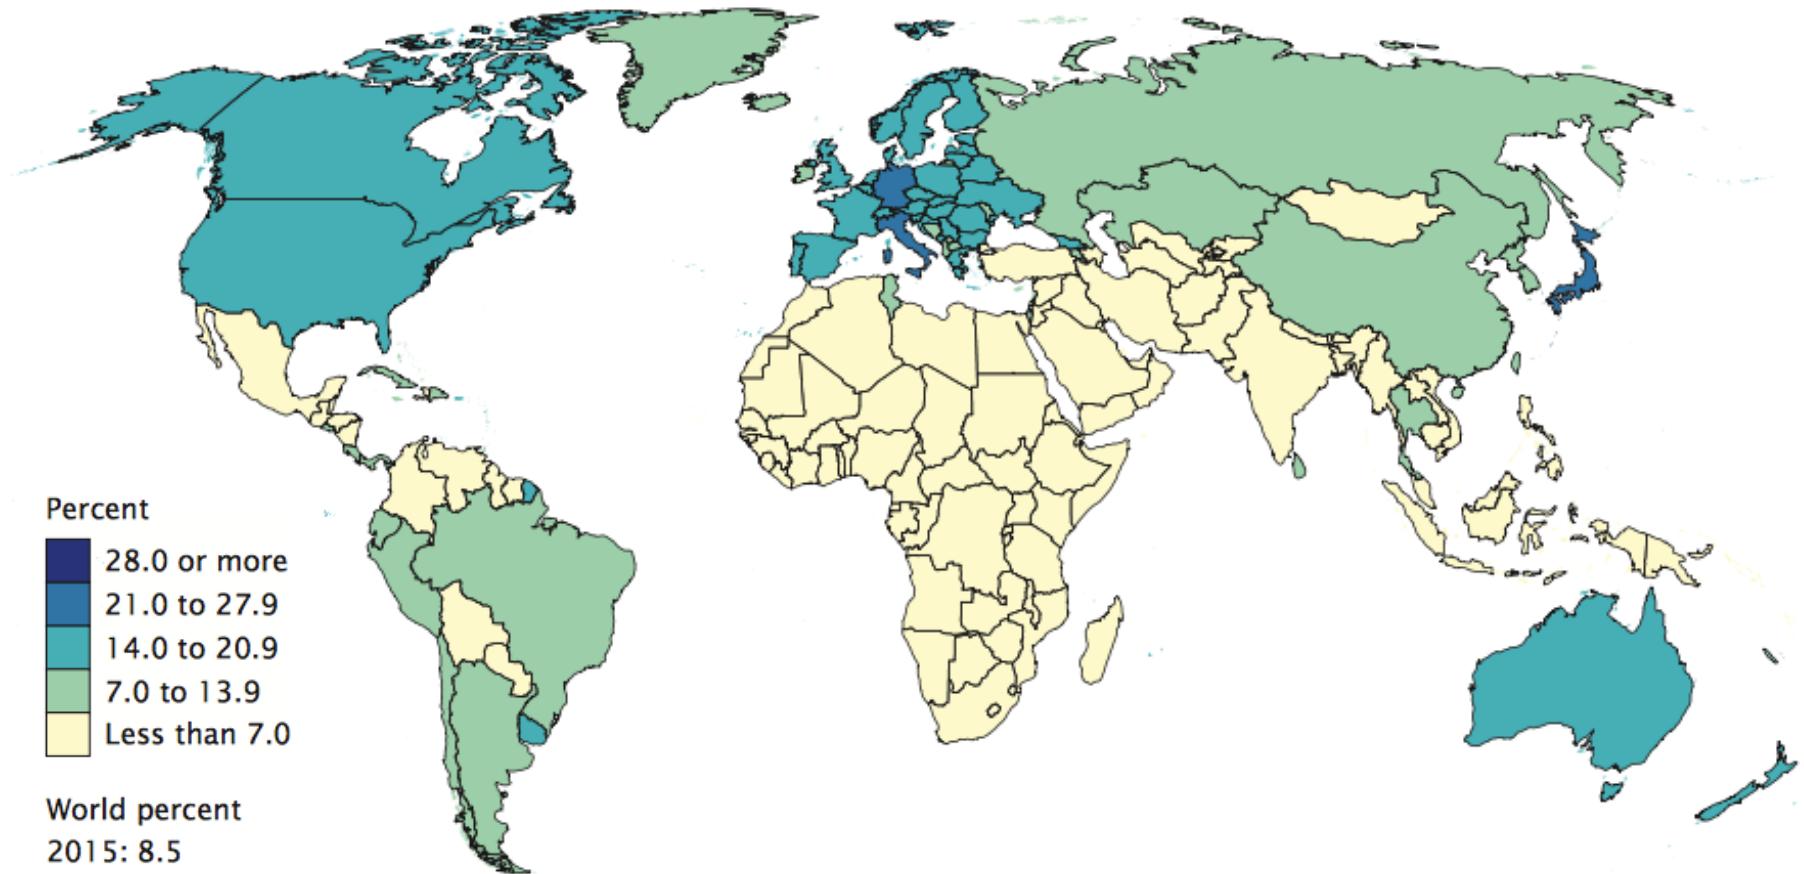 Percent
28.0 or more
21.0 to 27.9
14.0 to 20.9
7.0 to 13.9
Less than 7.0
World percent
2015: 8.5